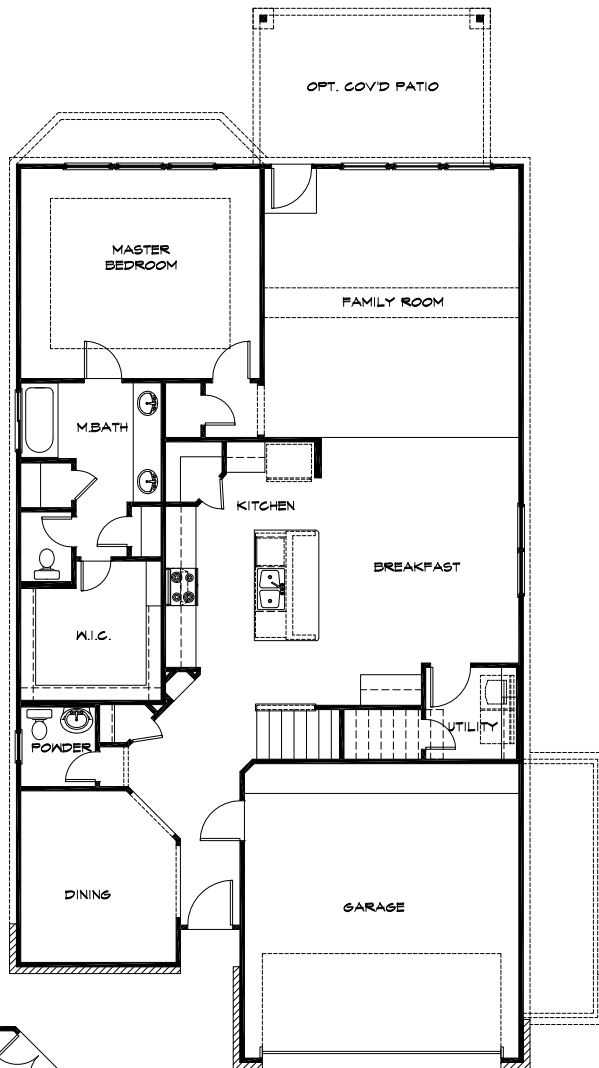 OPT. COV'D PATIO
MASTER
BEDROOM
FAMILY ROOM
M.BATH
KITCHEN
BREAKFAST
W.I.C.
UTILITY
POWDER
DINING
GARAGE